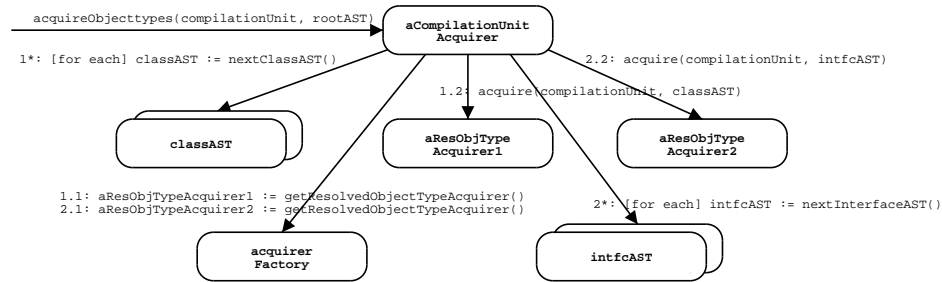 acquireObjecttypes(compilationUnit, rootAST)
aCompilationUnit
Acquirer
1*: [for each] classAST := nextClassAST()
2.2: acquire(compilationUnit, intfcAST)
1.2: acquire(compilationUnit, classAST)
classAST
aResObjType
Acquirer1
aResObjType
Acquirer2
1.1: aResObjTypeAcquirer1 := getResolvedObjectTypeAcquirer()
2.1: aResObjTypeAcquirer2 := getResolvedObjectTypeAcquirer()
2*: [for each] intfcAST := nextInterfaceAST()
acquirer
Factory
intfcAST